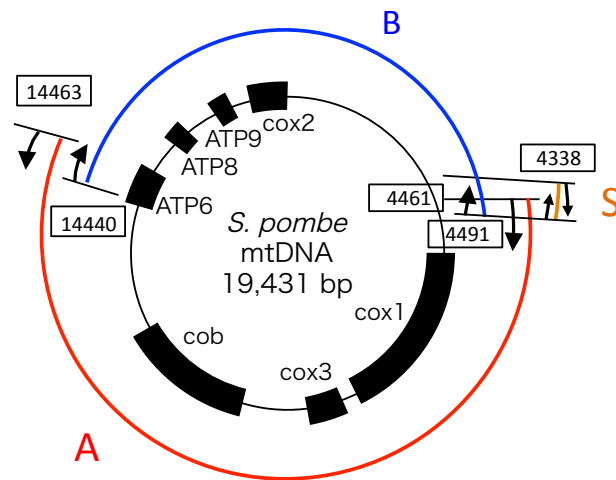 B
14463
cox2
ATP9
ATP8
4338
ATP6
4461
S
14440
4491
S. pombe
mtDNA
19,431 bp
cox1
cob
cox3
A